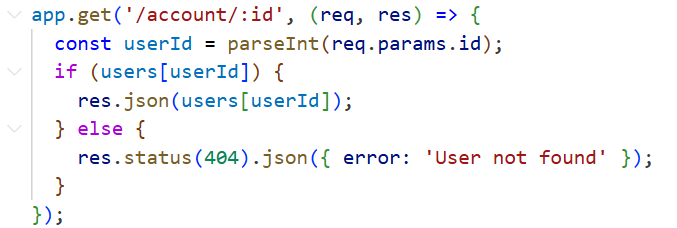 app.get('/account/:id', (req, res) => {
  const userId = parseInt(req.params.id);
  if (users[userId]) {
    res.json(users[userId]);
  } else {
    res.status(404).json({ error: 'User not found' });
  }
});